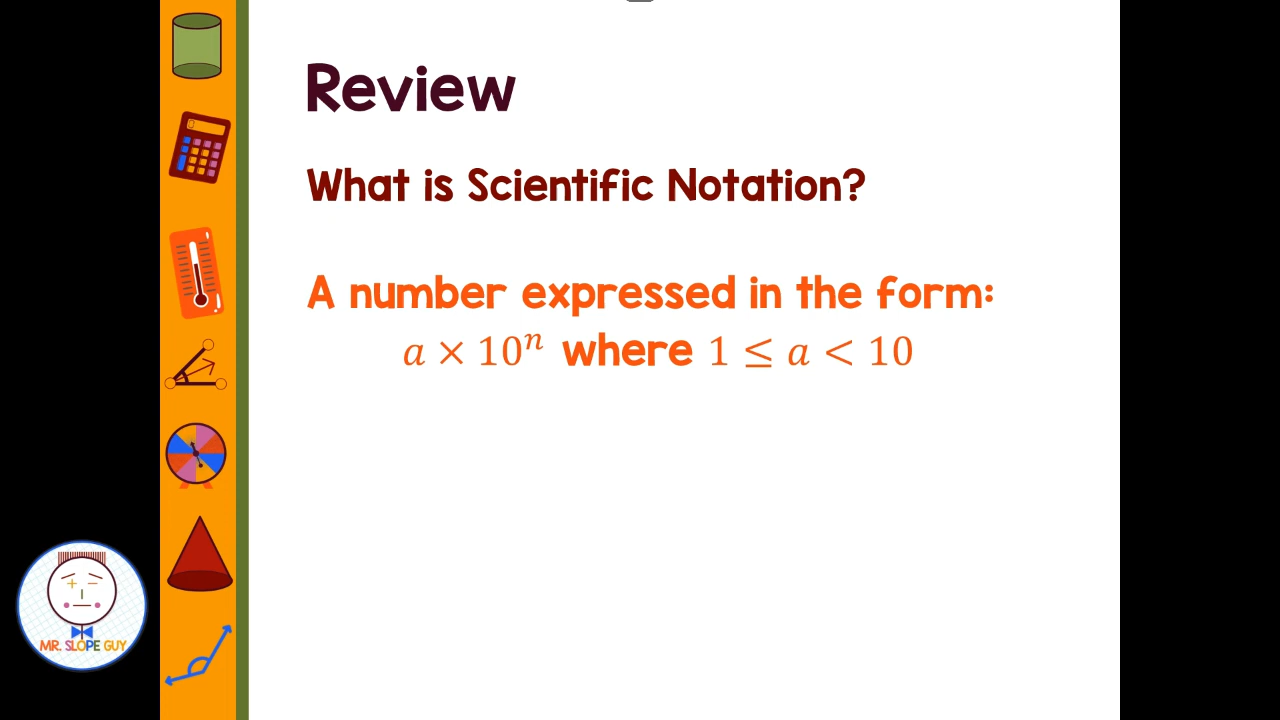 Review
What is Scientific Notation?
A number expressed in the form:
𝑎 × 10ⁿ where 1 ≤ 𝑎 < 10
MR. SLOPE GUY